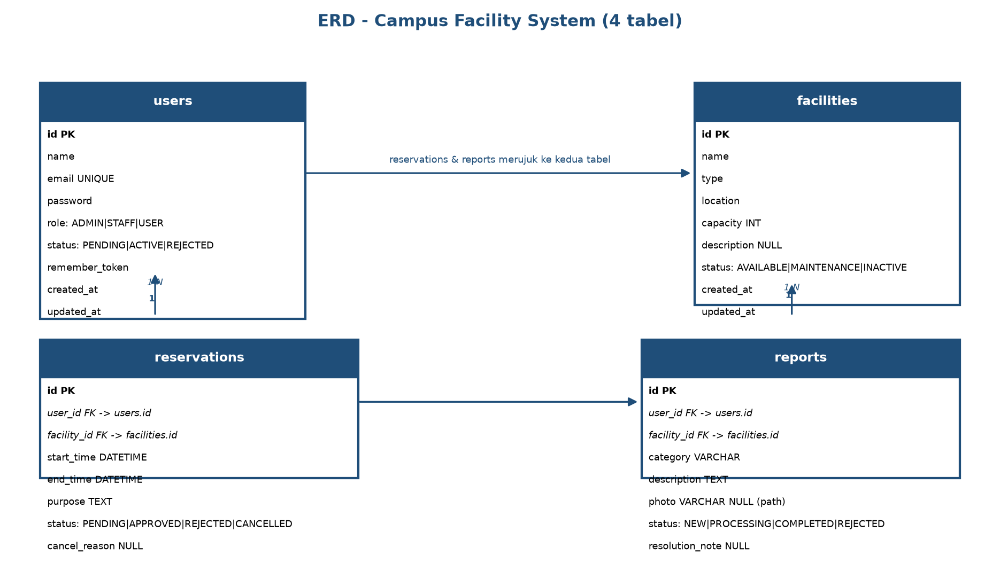 ERD - Campus Facility System (4 tabel)
users
id PK
name
email UNIQUE
password
role: ADMIN|STAFF|USER
status: PENDING|ACTIVE|REJECTED
remember_token
created_at
updated_at
1 N
1
reservations & reports merujuk ke kedua tabel
facilities
id PK
name
type
location
capacity INT
description NULL
status: AVAILABLE|MAINTENANCE|INACTIVE
created_at
updated_at
1 N
1
reservations
id PK
user_id FK -> users.id
facility_id FK -> facilities.id
start_time DATETIME
end_time DATETIME
purpose TEXT
status: PENDING|APPROVED|REJECTED|CANCELLED
cancel_reason NULL
reports
id PK
user_id FK -> users.id
facility_id FK -> facilities.id
category VARCHAR
description TEXT
photo VARCHAR NULL (path)
status: NEW|PROCESSING|COMPLETED|REJECTED
resolution_note NULL